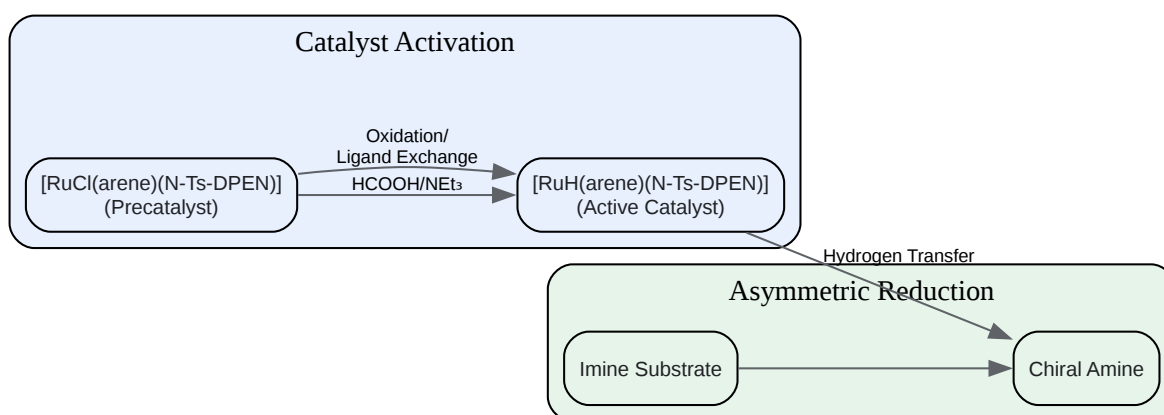 Catalyst Activation
Oxidation/
Ligand Exchange
[RuCl(arene)(N-Ts-DPEN)]
(Precatalyst)
HCOOH/NEt₃
[RuH(arene)(N-Ts-DPEN)]
(Active Catalyst)
Hydrogen Transfer
Asymmetric Reduction
Imine Substrate
Chiral Amine